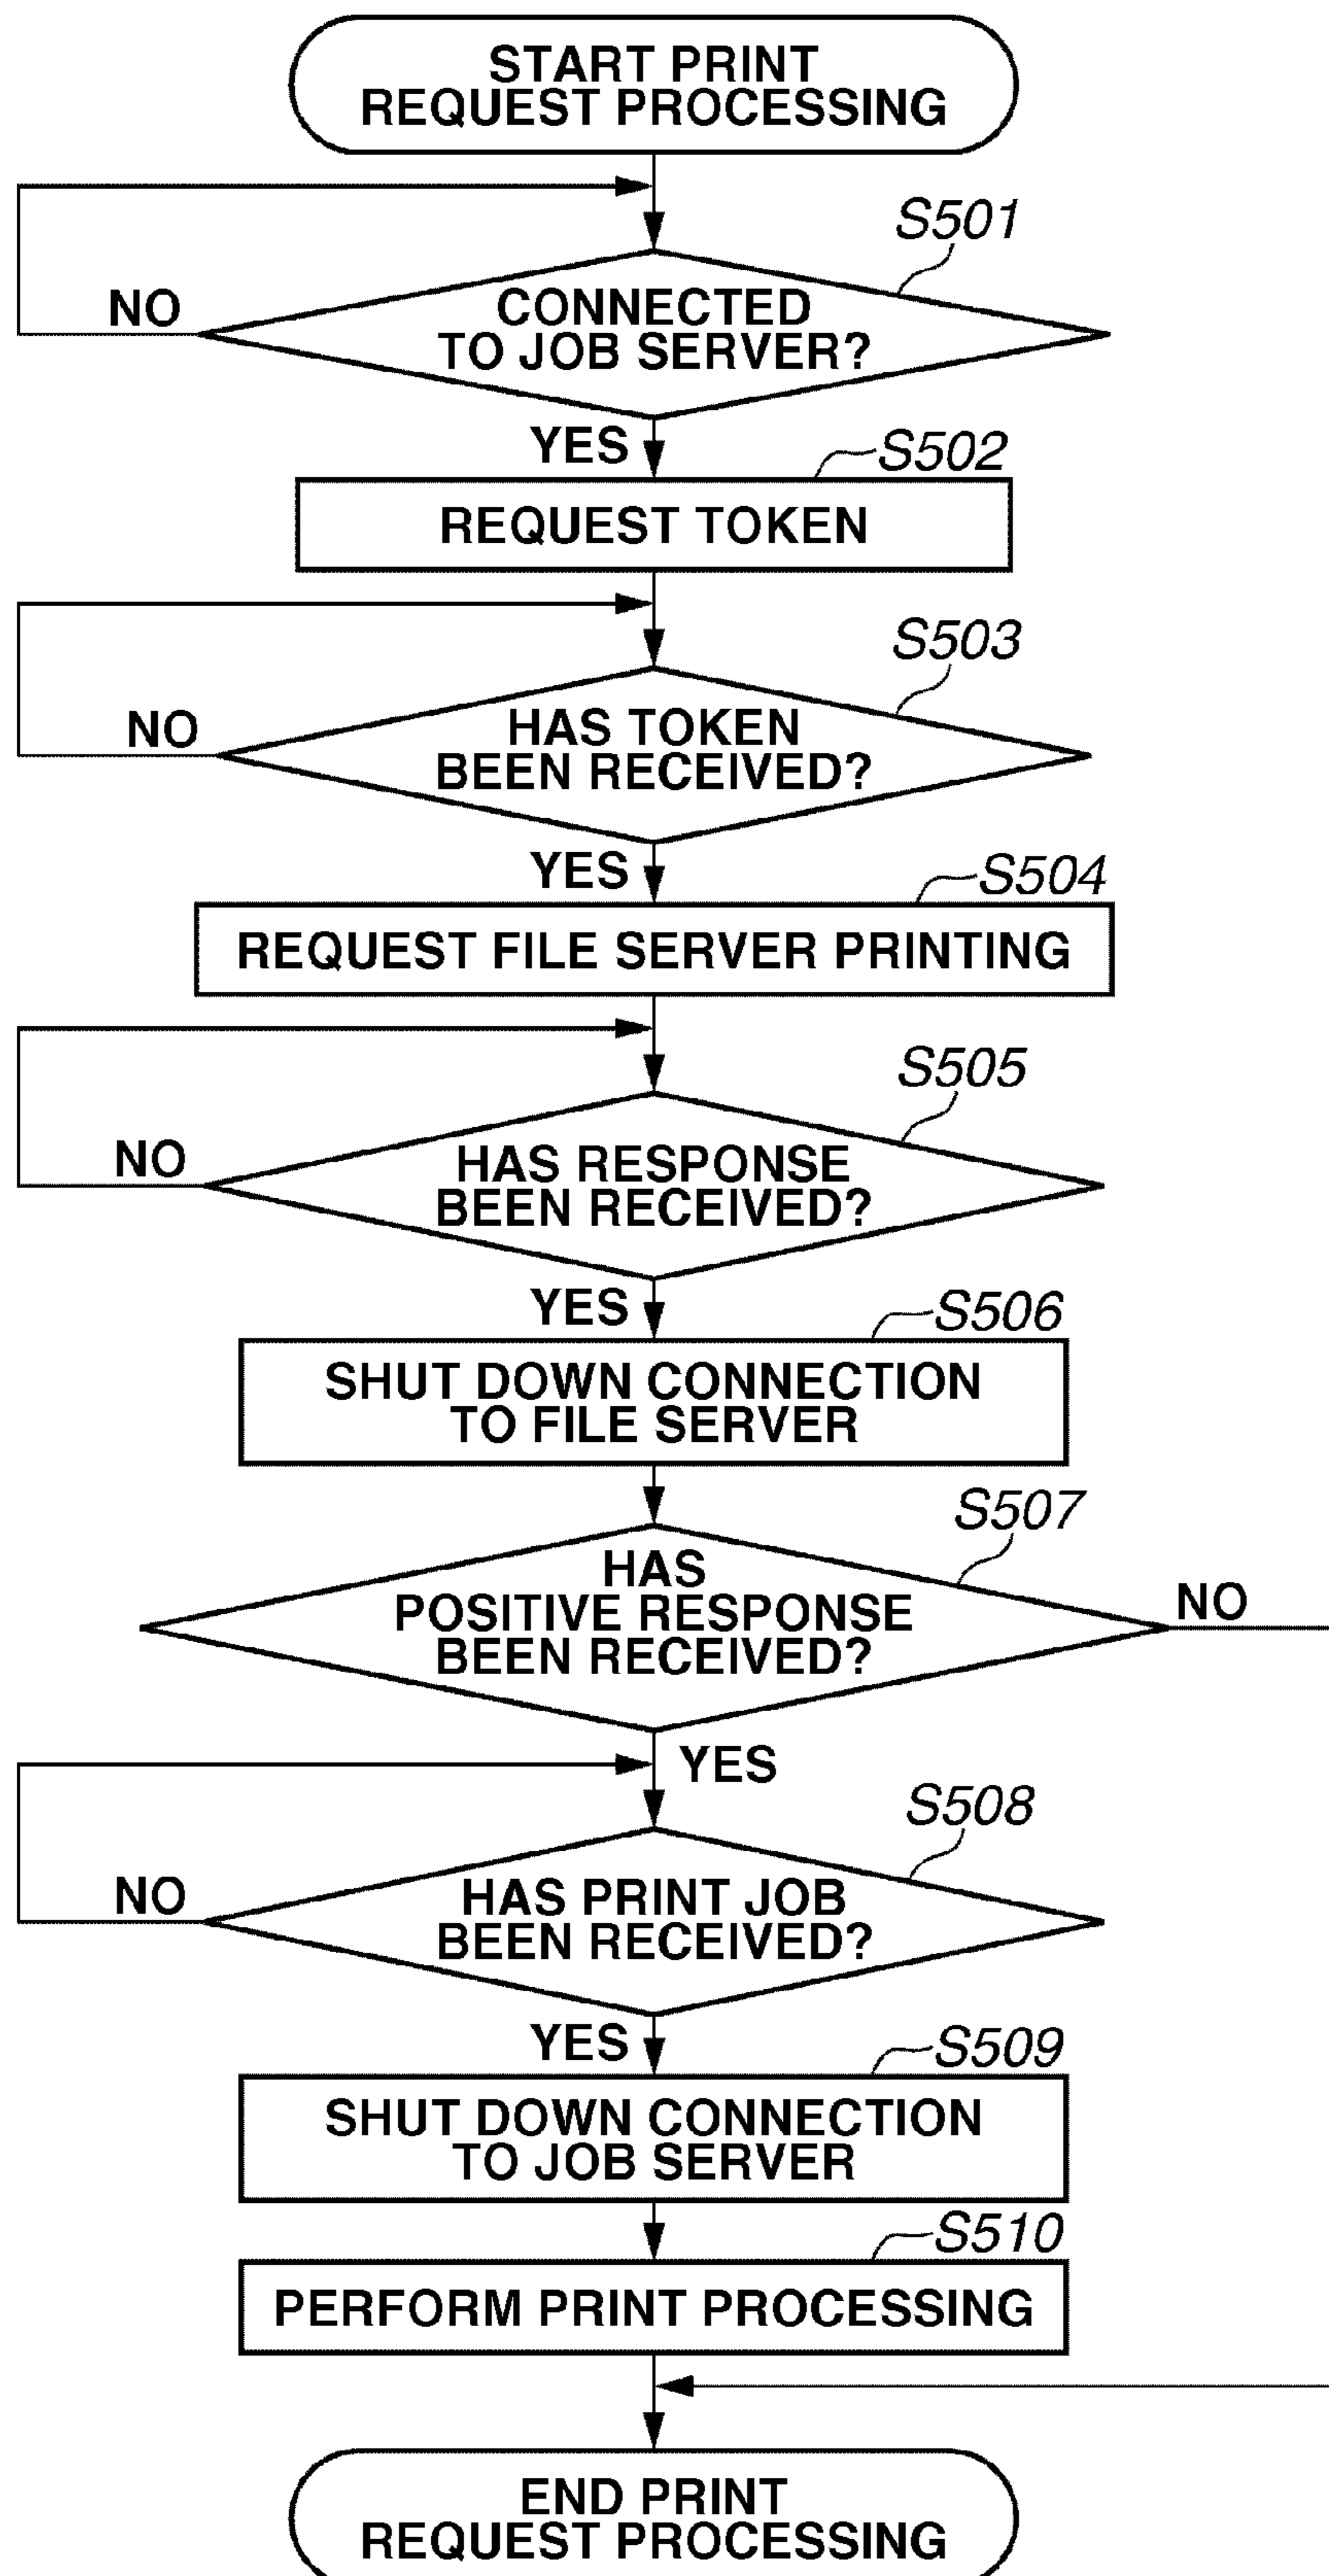 START PRINT
REQUEST PROCESSING
S501
NO
CONNECTED
TO JOB SERVER?
YES
S502
REQUEST TOKEN
S503
NO
HAS TOKEN
BEEN RECEIVED?
YES
S504
REQUEST FILE SERVER PRINTING
S505
NO
HAS RESPONSE
BEEN RECEIVED?
YES
S506
SHUT DOWN CONNECTION
TO FILE SERVER
S507
HAS
POSITIVE RESPONSE
BEEN RECEIVED?
NO
YES
S508
NO
HAS PRINT JOB
BEEN RECEIVED?
YES
S509
SHUT DOWN CONNECTION
TO JOB SERVER
S510
PERFORM PRINT PROCESSING
END PRINT
REQUEST PROCESSING